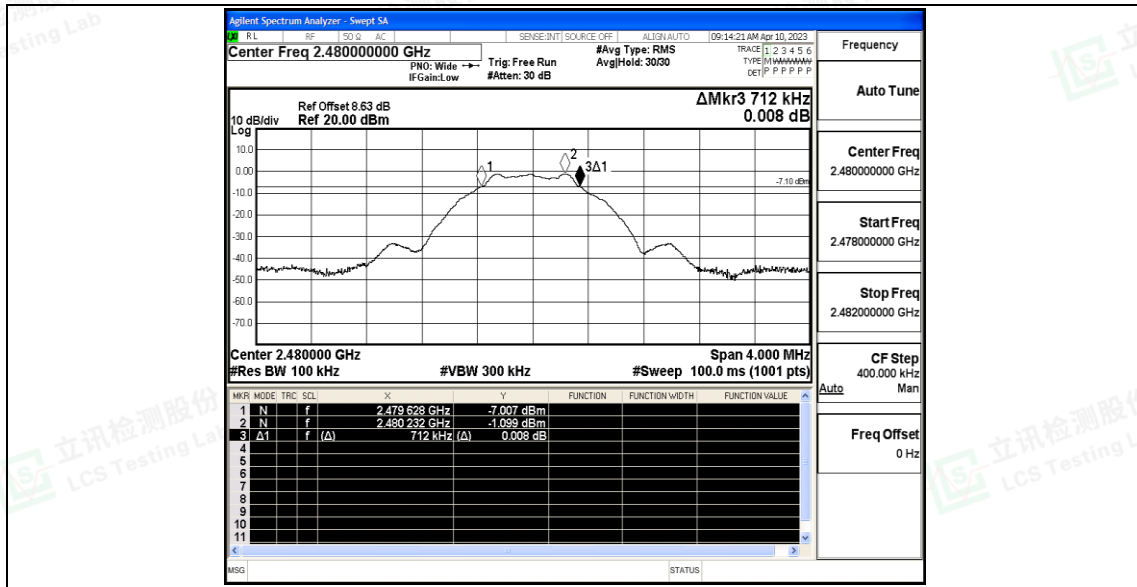 Agilent Spectrum Analyzer - Swept SA
RL RF 50 Ω AC SENSE:INT SOURCE OFF ALIGN AUTO 09:14:21 AM Apr 10, 2023
Center Freq 2.480000000 GHz
PNO: Wide
IFGain:Low
Trig: Free Run
#Atten: 30 dB
#Avg Type: RMS
Avg|Hold: 30/30
TRACE 1 2 3 4 5 6
TYPE M
DET P P P P P P
ΔMkr3 712 kHz
0.008 dB
Ref Offset 8.63 dB
10 dB/div Ref 20.00 dBm
Log
10.0
0.00
-10.0
-20.0
-30.0
-40.0
-50.0
-60.0
-70.0
1
2
3Δ1
-7.10 dBm
Center 2.480000 GHz Span 4.000 MHz
#Res BW 100 kHz #VBW 300 kHz #Sweep 100.0 ms (1001 pts)
MKR MODE TRC SCL X Y FUNCTION FUNCTION WIDTH FUNCTION VALUE
1 N f 2.479 628 GHz -7.007 dBm
2 N f 2.480 232 GHz -1.099 dBm
3 Δ1 f (Δ) 712 kHz (Δ) 0.008 dB
4
5
6
7
8
9
10
11
MSG STATUS
Frequency
Auto Tune
Center Freq
2.480000000 GHz
Start Freq
2.478000000 GHz
Stop Freq
2.482000000 GHz
CF Step
400.000 kHz
Auto Man
Freq Offset
0 Hz
立讯检测股份
LCS Testing Lab
立讯检测股份
LCS Testing L
esting Lab